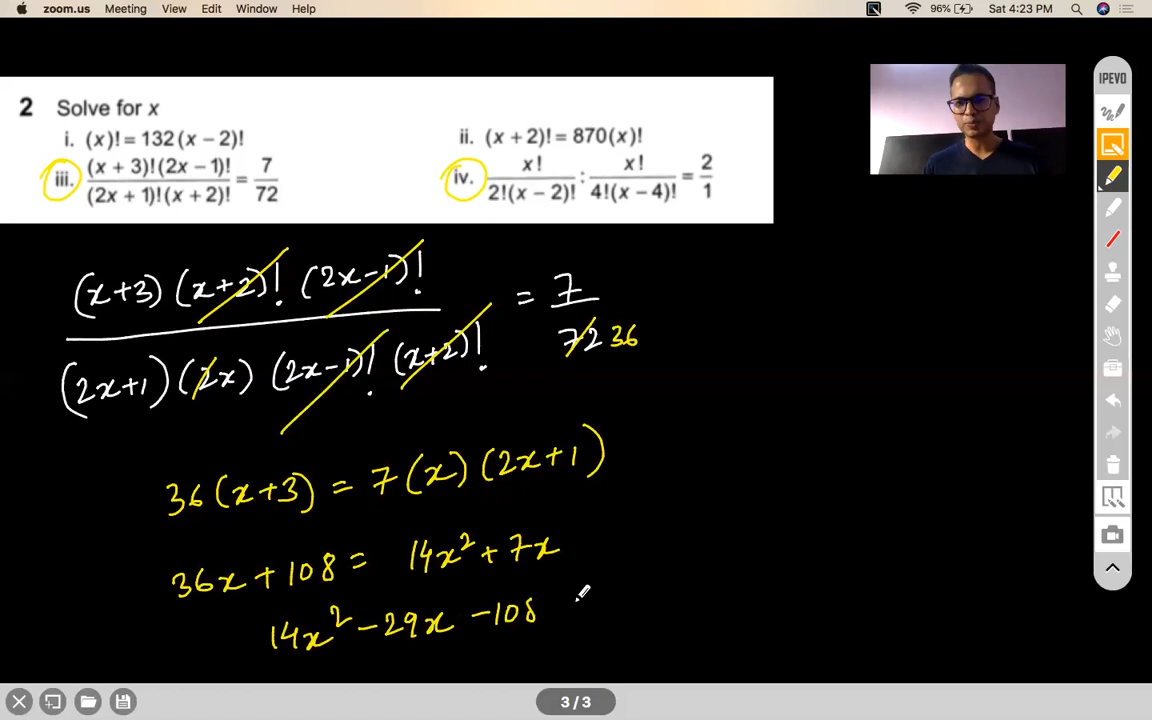 zoom.us Meeting View Edit Window Help 96% Sat 4:23 PM
IPEVO
2 Solve for x
i. (x)! = 132 (x − 2)! ii. (x + 2)! = 870(x)!
iii. (x + 3)! (2x − 1)! / (2x + 1)! (x + 2)! = 7/72 iv. x! / 2!(x − 2)! : x! / 4!(x − 4)! = 2/1
(x+3) (x+2)! (2x−1)! = 7
(2x+1) (2x) (2x−1)! (x+2)! 72 36
36(x+3) = 7(x) (2x+1)
36x + 108 = 14x² + 7x
14x² − 29x − 108
3/3